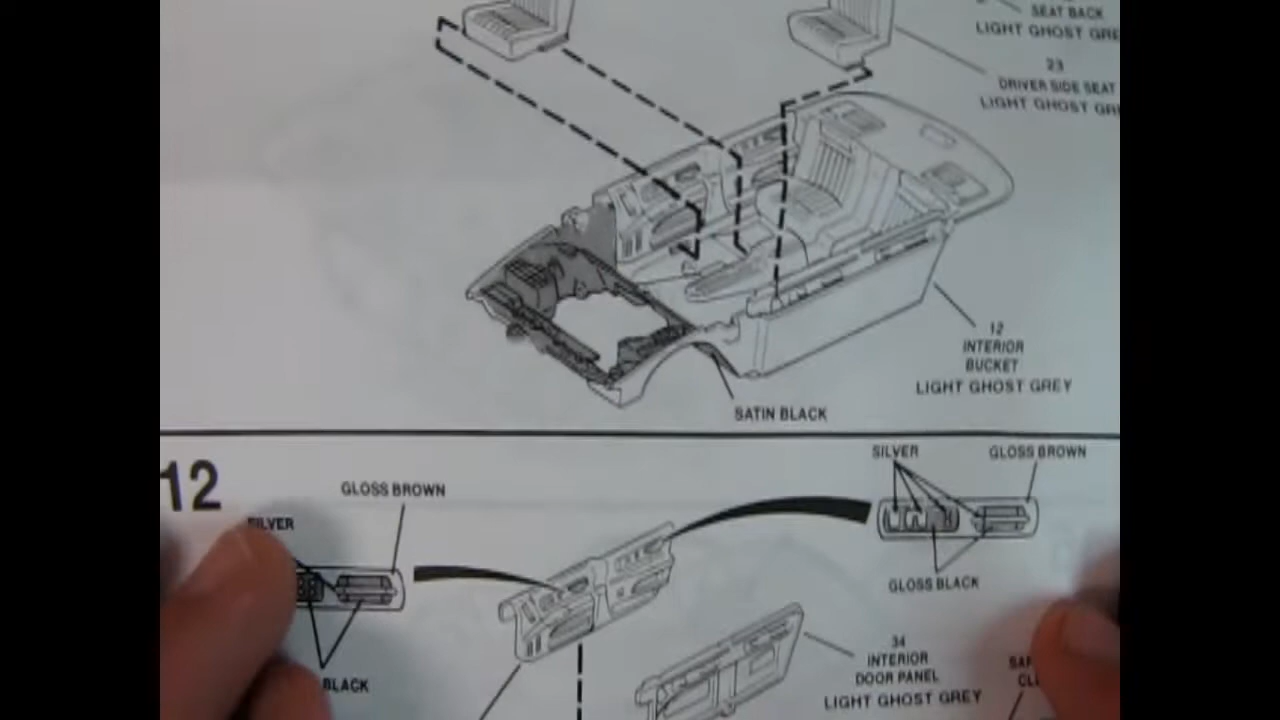 SEAT BACK
LIGHT GHOST GRE
23
DRIVER SIDE SEAT
LIGHT GHOST GR
12
INTERIOR
BUCKET
LIGHT GHOST GREY
SATIN BLACK
12
GLOSS BROWN
SILVER
BLACK
SILVER
GLOSS BROWN
GLOSS BLACK
34
INTERIOR
DOOR PANEL
LIGHT GHOST GREY